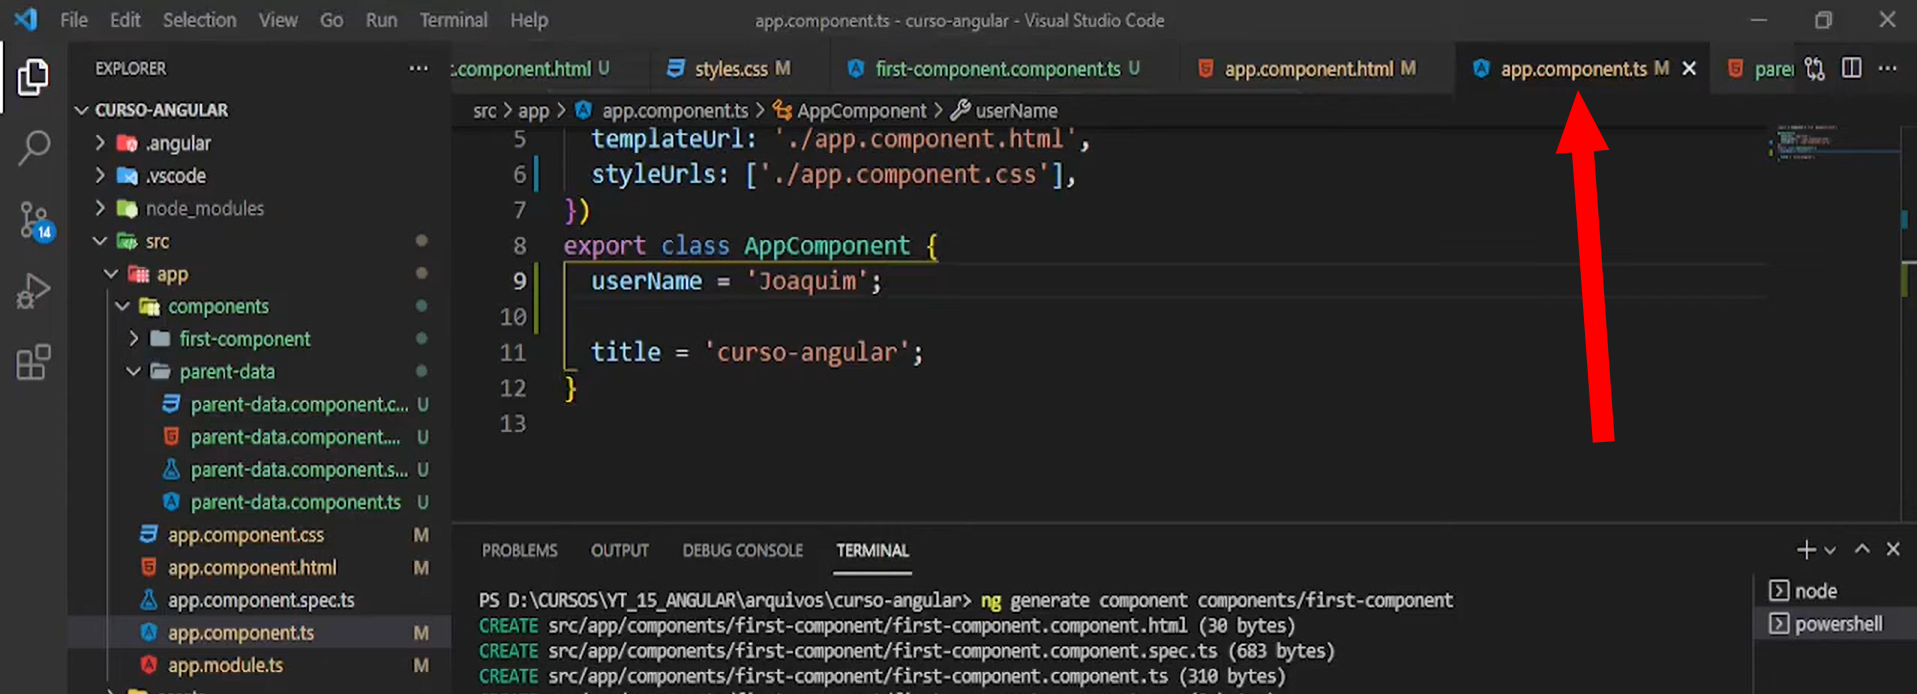 File Edit Selection View Go Run Terminal Help
app.component.ts - curso-angular - Visual Studio Code
EXPLORER
CURSO-ANGULAR
.angular
.vscode
node_modules
src
app
components
first-component
parent-data
parent-data.component.c... U
parent-data.component.... U
parent-data.component.s... U
parent-data.component.ts U
app.component.css M
app.component.html M
app.component.spec.ts
app.component.ts M
app.module.ts M
14
.component.html U
styles.css M
first-component.component.ts U
app.component.html M
app.component.ts M
src > app > app.component.ts > AppComponent > userName
5 templateUrl: './app.component.html',
6 styleUrls: ['./app.component.css'],
7 })
8 export class AppComponent {
9 userName = 'Joaquim';
10
11 title = 'curso-angular';
12 }
13
PROBLEMS OUTPUT DEBUG CONSOLE TERMINAL
PS D:\CURSOS\YT_15_ANGULAR\arquivos\curso-angular> ng generate component components/first-component
CREATE src/app/components/first-component/first-component.component.html (30 bytes)
CREATE src/app/components/first-component/first-component.component.spec.ts (683 bytes)
CREATE src/app/components/first-component/first-component.component.ts (310 bytes)
node
powershell